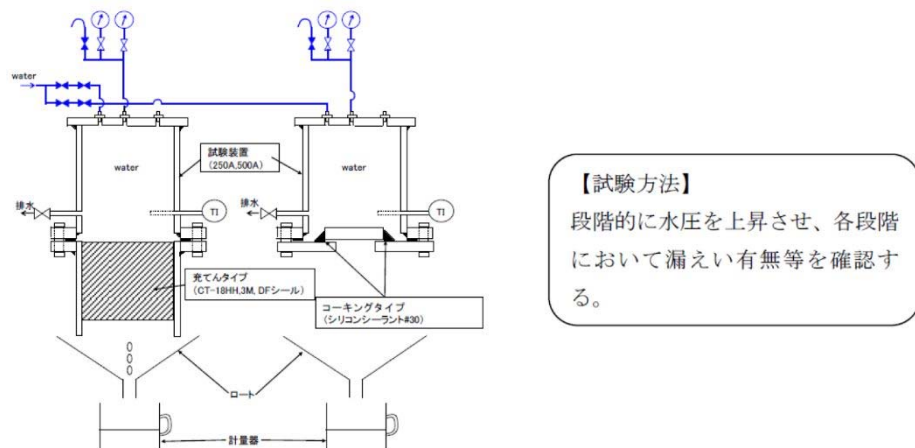 water
water
water
試験装置
(250A,500A)
排水
TI
排水
TI
充てんタイプ
(CT-18HH,3M, DFシール)
コーキングタイプ
(シリコンシーラント#30)
ロート
計量器
【試験方法】
段階的に水圧を上昇させ、各段階
において漏えい有無等を確認す
る。